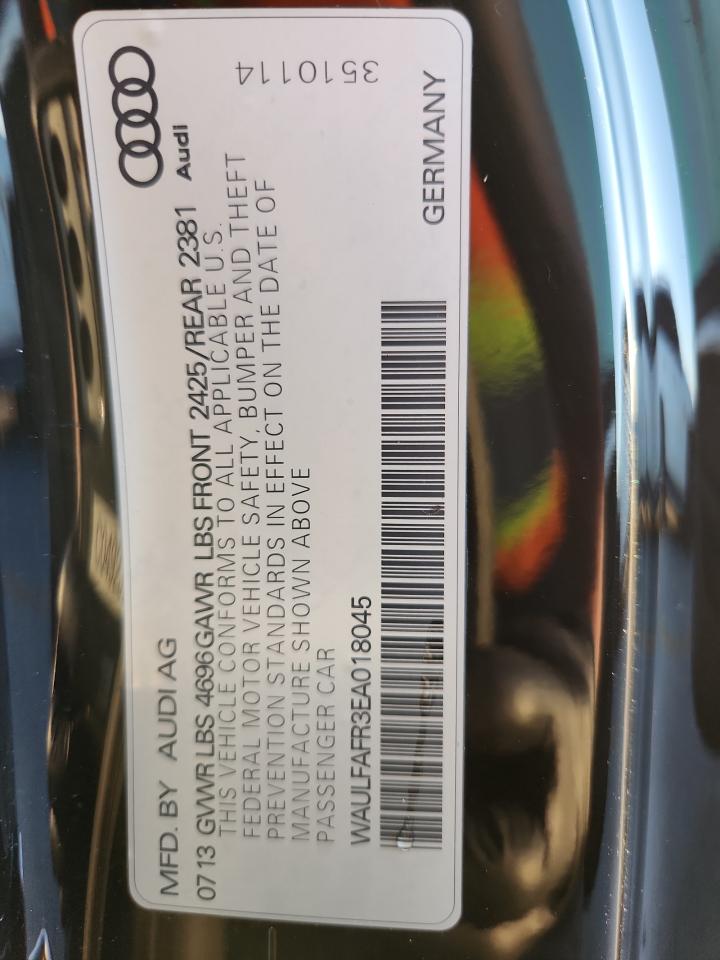 MFD. BY AUDI AG
0713 GVWR LBS 4696 GAWR LBS FRONT 2425/REAR 2381
Audi
THIS VEHICLE CONFORMS TO ALL APPLICABLE U.S.
FEDERAL MOTOR VEHICLE SAFETY, BUMPER AND THEFT
PREVENTION STANDARDS IN EFFECT ON THE DATE OF
MANUFACTURE SHOWN ABOVE
PASSENGER CAR
3510114
WAULFAFR3EA018045
GERMANY